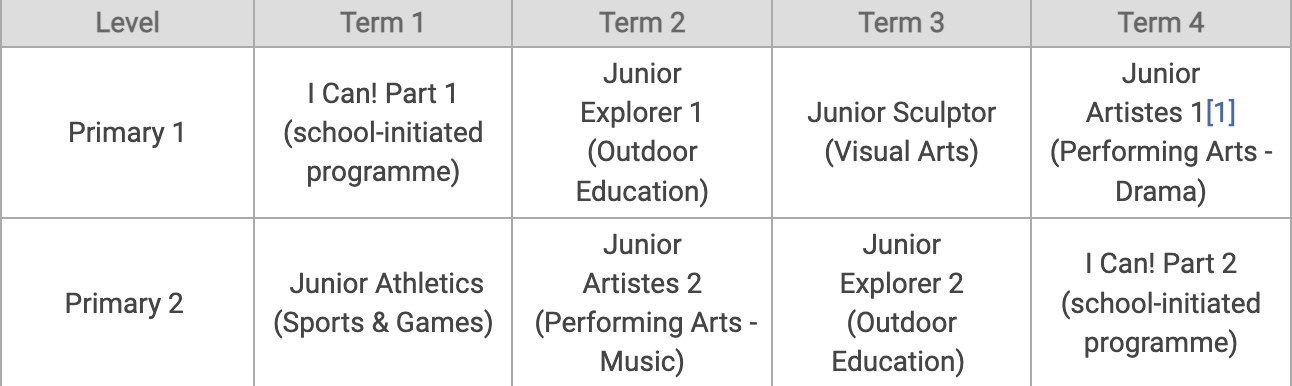 Level Term 1 Term 2 Term 3 Term 4
Primary 1
I Can! Part 1
(school-initiated
programme)
Junior
Explorer 1
(Outdoor
Education)
Junior Sculptor
(Visual Arts)
Junior
Artistes 1[1]
(Performing Arts -
Drama)
Primary 2
Junior Athletics
(Sports & Games)
Junior
Artistes 2
(Performing Arts -
Music)
Junior
Explorer 2
(Outdoor
Education)
I Can! Part 2
(school-initiated
programme)